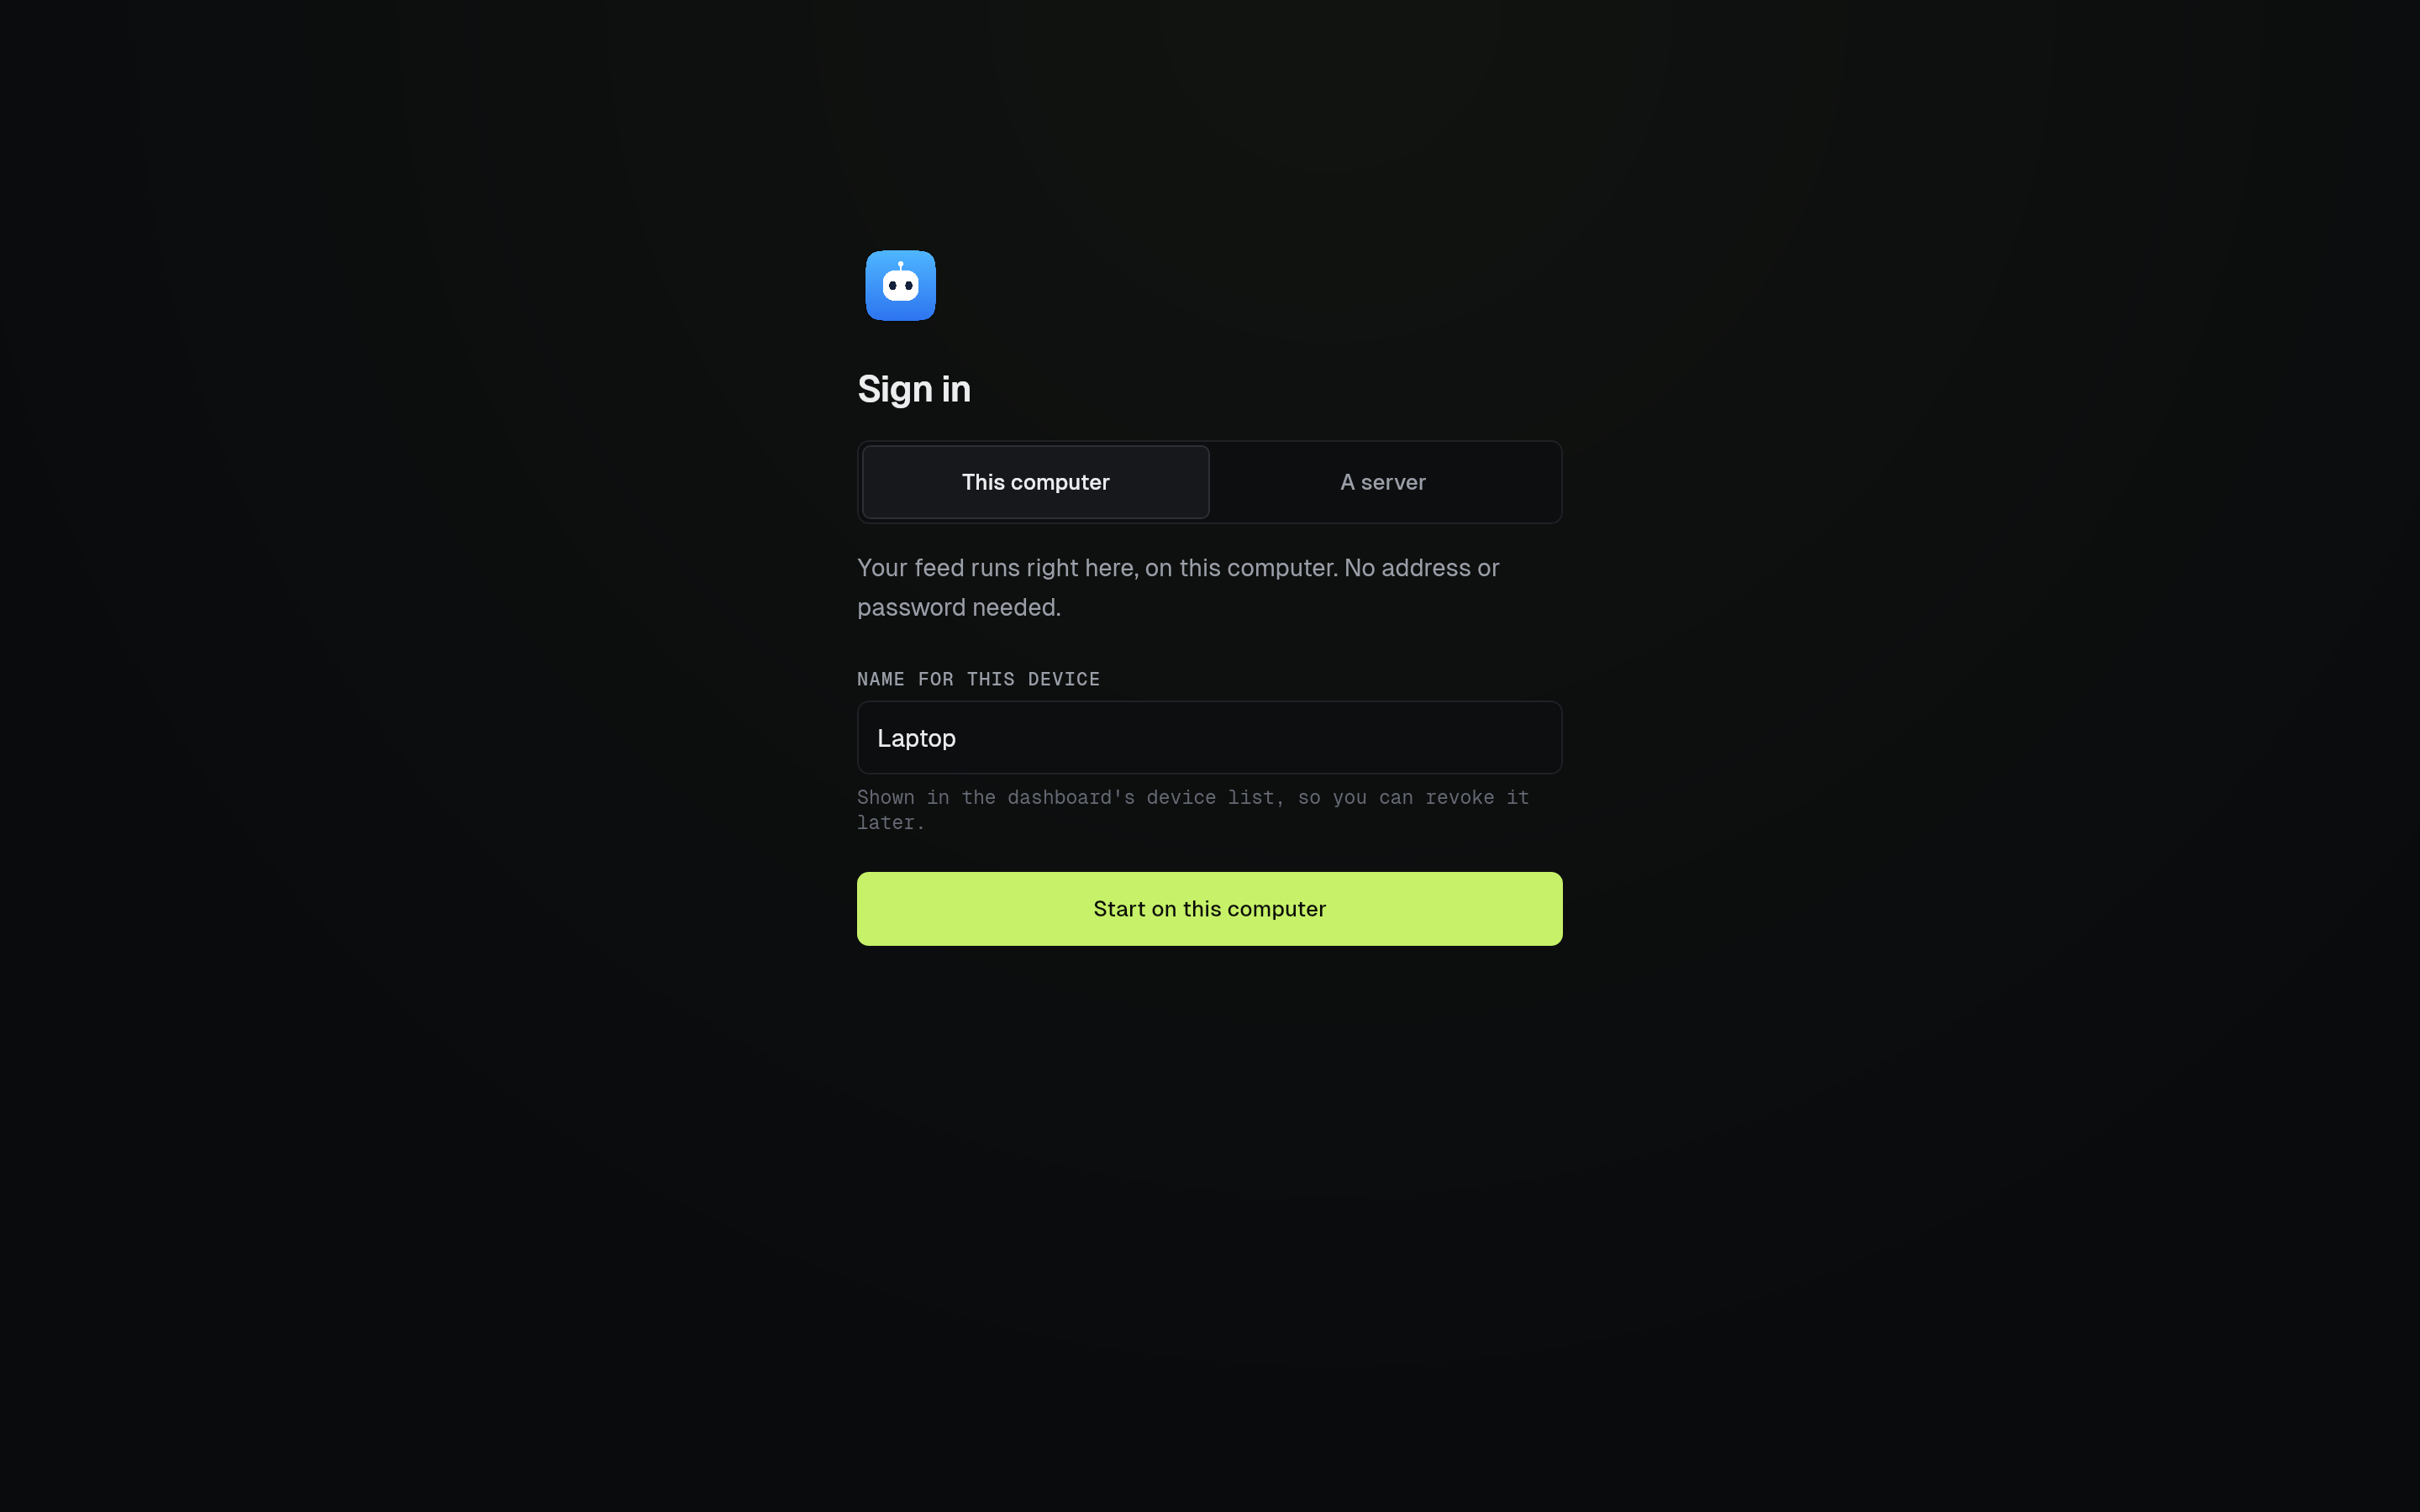 Sign in
This computer
A server
Your feed runs right here, on this computer. No address or
password needed.
NAME FOR THIS DEVICE
Laptop
Shown in the dashboard's device list, so you can revoke it
later.
Start on this computer